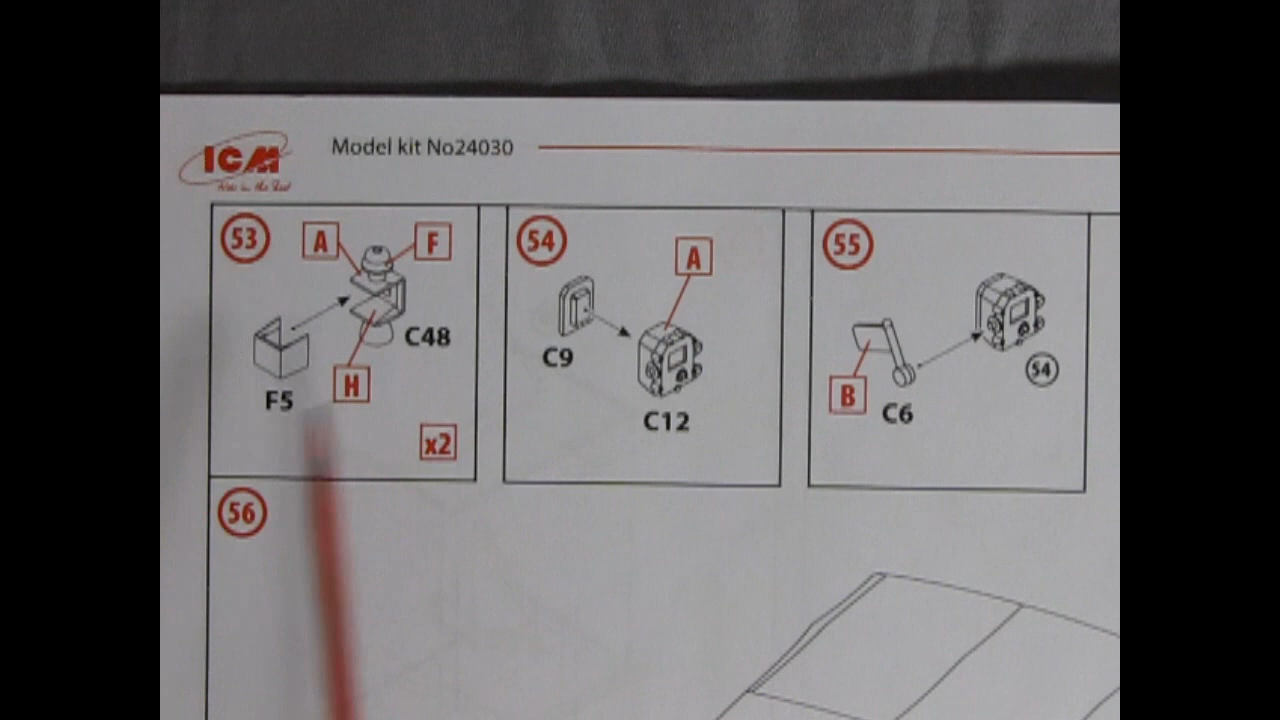 ICM
Model kit No24030
53
A
F
C48
F5
H
x2
54
A
C9
C12
55
B
C6
54
56